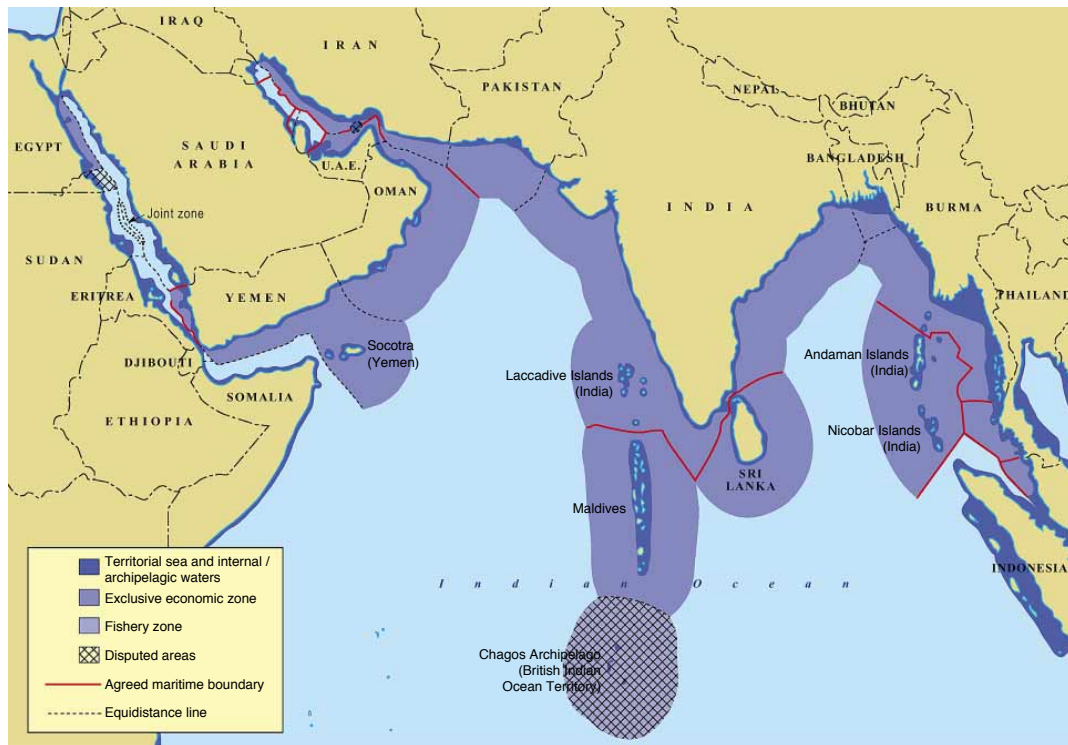 IRAQ
IRAN
PAKISTAN
NEPAL
BHUTAN
BANGLADESH
EGYPT
SAUDI
ARABIA
U.A.E.
OMAN
INDIA
BURMA
Joint zone
SUDAN
ERITREA
YEMEN
THAILAND
DJIBOUTI
Socotra
(Yemen)
Laccadive Islands
(India)
Andaman Islands
(India)
SOMALIA
ETHIOPIA
Nicobar Islands
(India)
SRI
LANKA
Maldives
INDONESIA
Indian Ocean
Territorial sea and internal /
archipelagic waters
Exclusive economic zone
Fishery zone
Disputed areas
Agreed maritime boundary
Equidistance line
Chagos Archipelago
(British Indian
Ocean Territory)